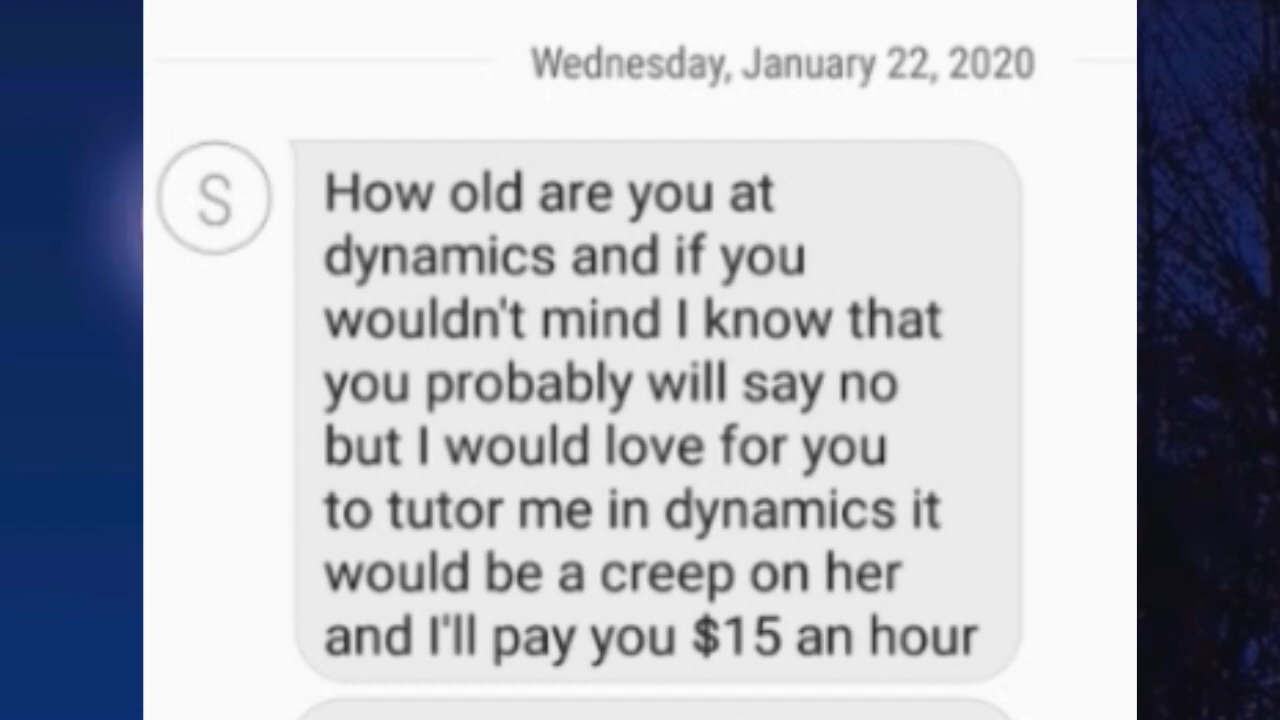 Wednesday, January 22, 2020
S
How old are you at
dynamics and if you
wouldn't mind I know that
you probably will say no
but I would love for you
to tutor me in dynamics it
would be a creep on her
and I'll pay you $15 an hour